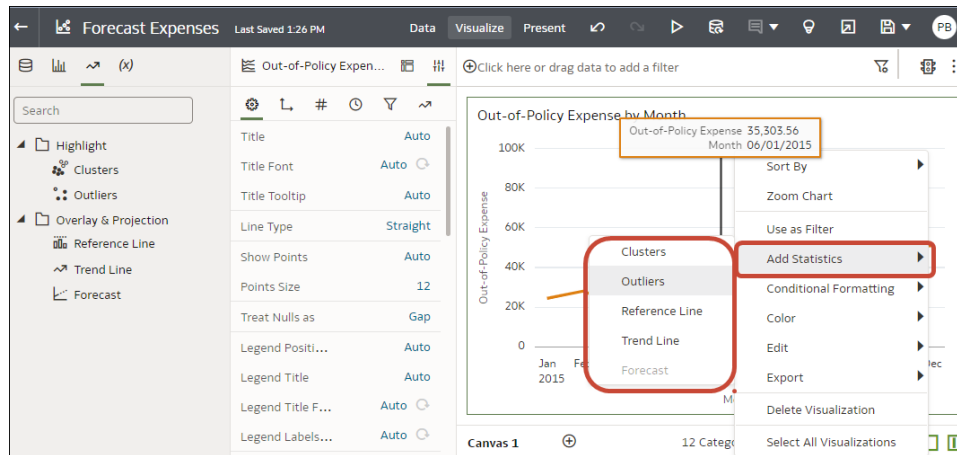 Forecast Expenses Last Saved 1:26 PM Data Visualize Present PB
(x) Out-of-Policy Expen... Click here or drag data to add a filter
Search
Highlight
Clusters
Outliers
Overlay & Projection
Reference Line
Trend Line
Forecast
#
Title Auto
Title Font Auto
Title Tooltip Auto
Line Type Straight
Show Points Auto
Points Size 12
Treat Nulls as Gap
Legend Positi... Auto
Legend Title Auto
Legend Title F... Auto
Legend Labels... Auto
Out-of-Policy Expense by Month
Out-of-Policy Expense 35,303.56
Month 06/01/2015
Out-of-Policy Expense
100K
80K
60K
40K
20K
0
Jan
2015
Clusters
Outliers
Reference Line
Trend Line
Forecast
Sort By
Zoom Chart
Use as Filter
Add Statistics
Conditional Formatting
Color
Edit
Export
Delete Visualization
Select All Visualizations
Canvas 1 12 Categ